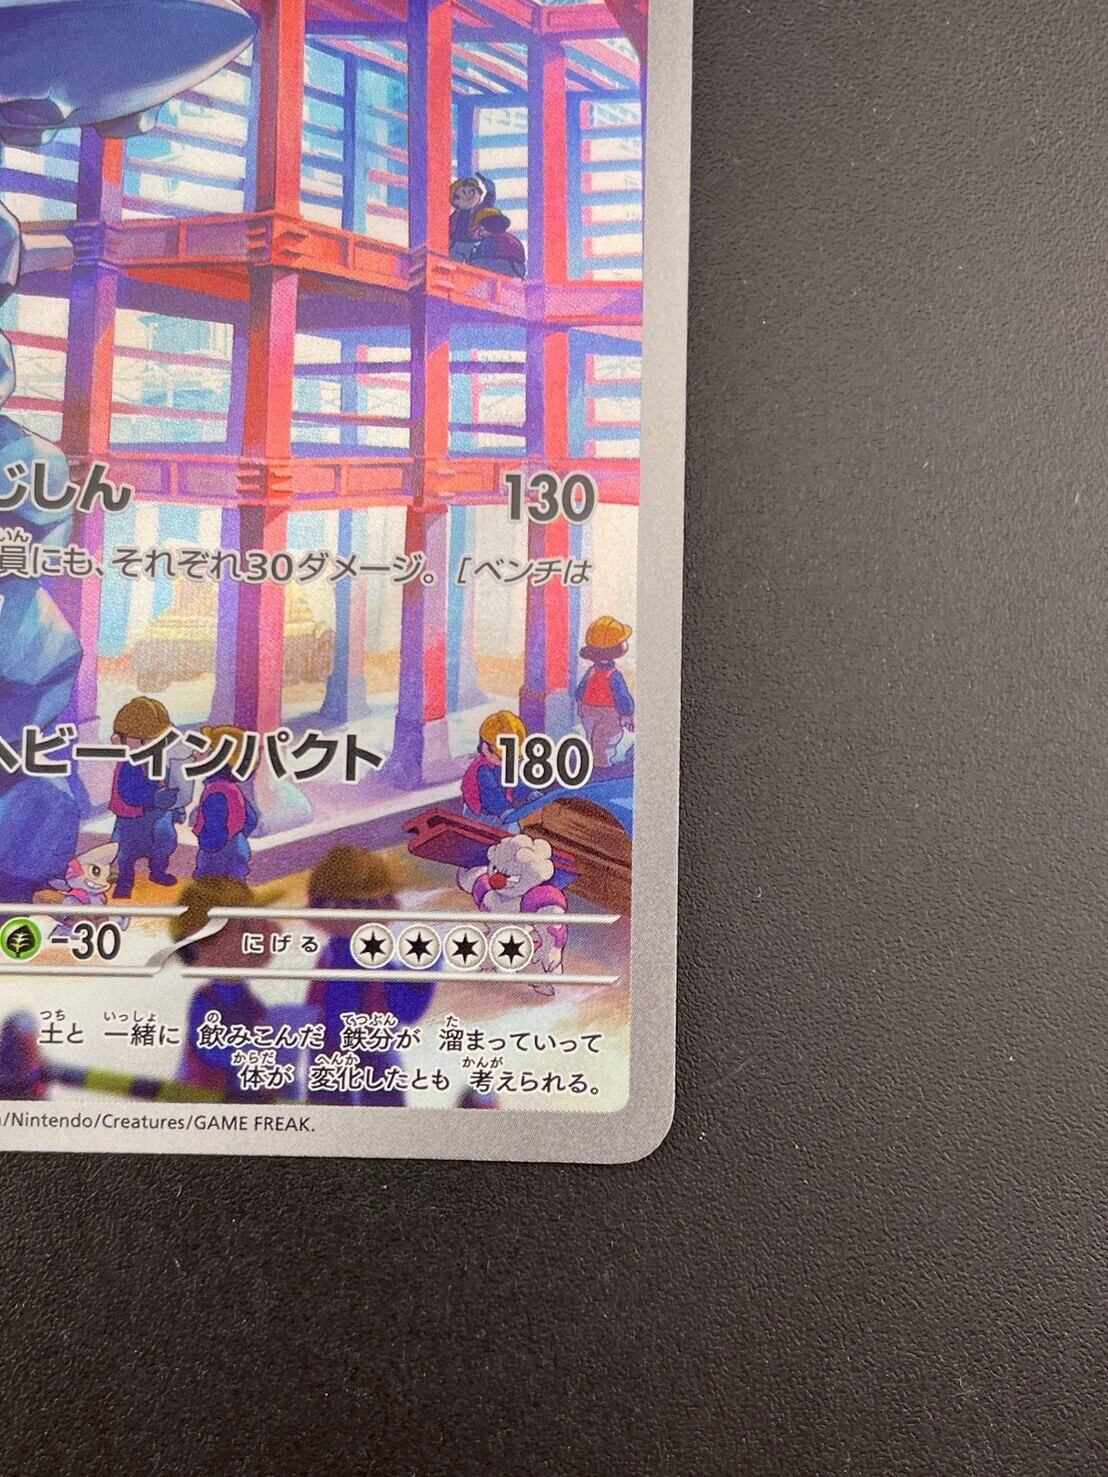 じしん 130
員にも、それぞれ30ダメージ。[ベンチは
ヘビーインパクト 180
-30 にげる
土と 一緒に 飲みこんだ 鉄分が 溜まっていって
体が 変化したとも 考えられる。
/Nintendo/Creatures/GAME FREAK.